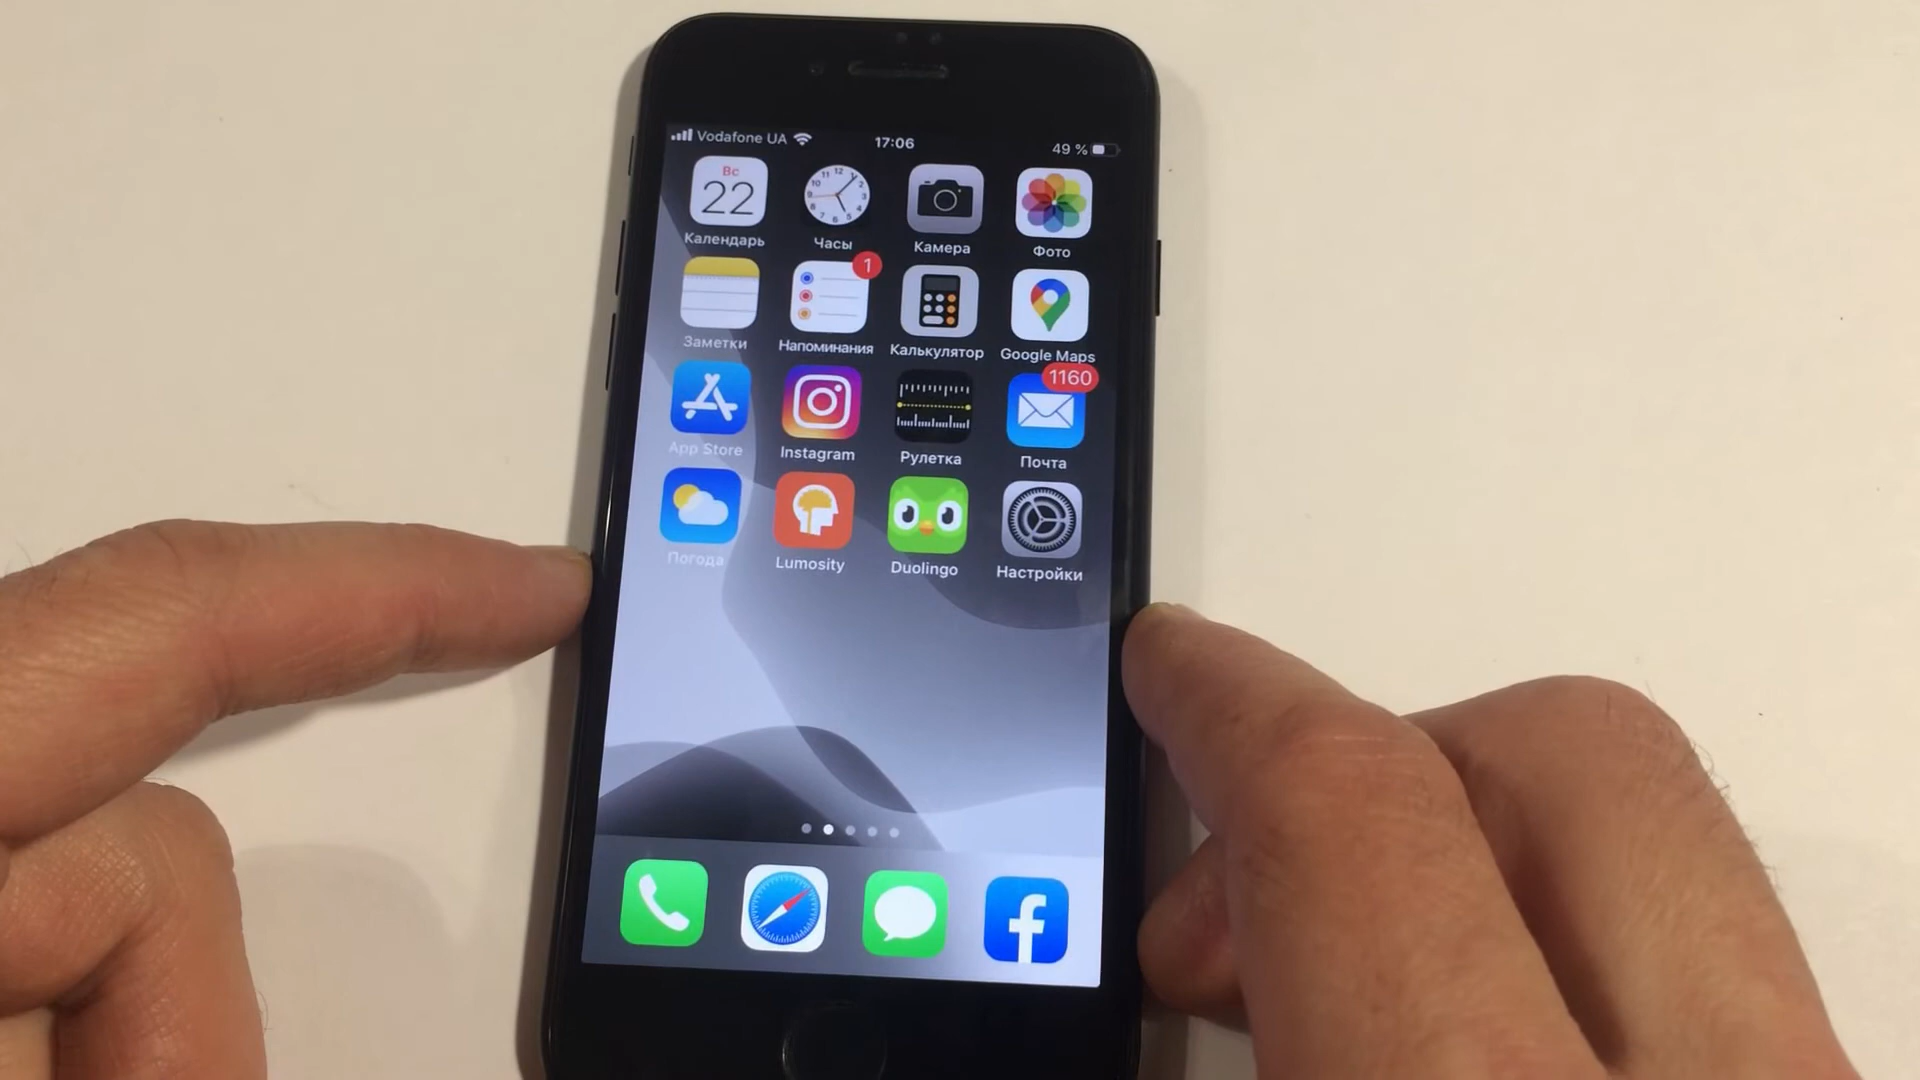 Vodafone UA 17:06 49 %
Вс
22
Календарь Часы Камера Фото
1
Заметки Напоминания Калькулятор Google Maps
1160
App Store Instagram Рулетка Почта
Погода Lumosity Duolingo Настройки